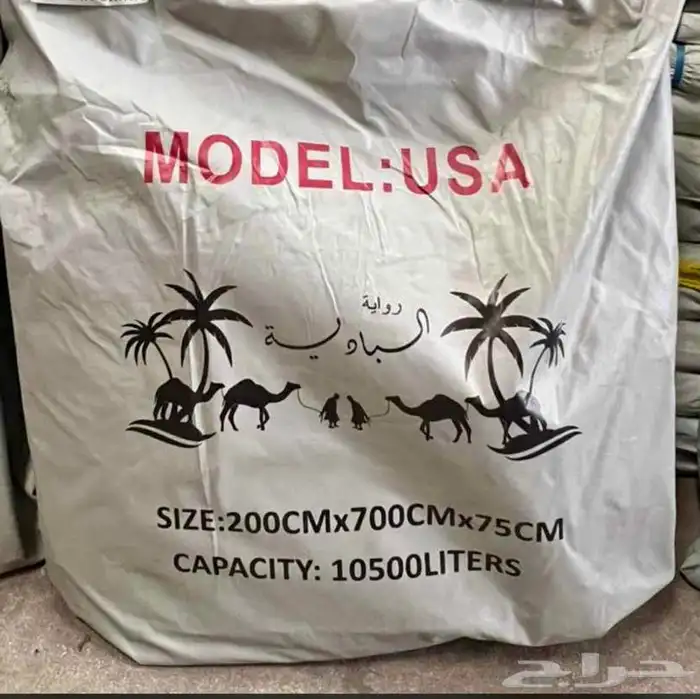 MODEL:USA
رواية
البادية
SIZE:200CMx700CMx75CM
CAPACITY: 10500LITERS
حراج